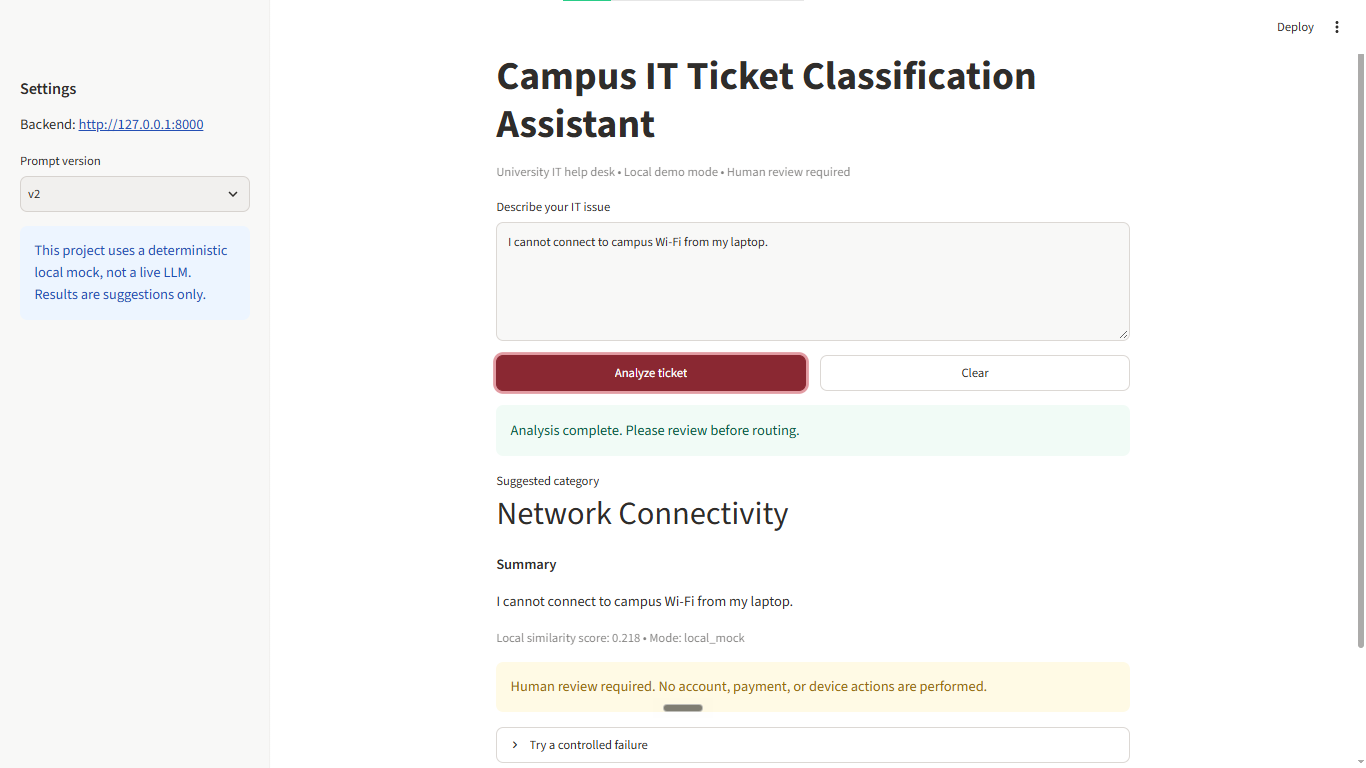 Deploy
Settings
Backend: http://127.0.0.1:8000
Prompt version
v2
This project uses a deterministic
local mock, not a live LLM.
Results are suggestions only.
Campus IT Ticket Classification
Assistant
University IT help desk • Local demo mode • Human review required
Describe your IT issue
I cannot connect to campus Wi-Fi from my laptop.
Analyze ticket
Clear
Analysis complete. Please review before routing.
Suggested category
Network Connectivity
Summary
I cannot connect to campus Wi-Fi from my laptop.
Local similarity score: 0.218 • Mode: local_mock
Human review required. No account, payment, or device actions are performed.
Try a controlled failure